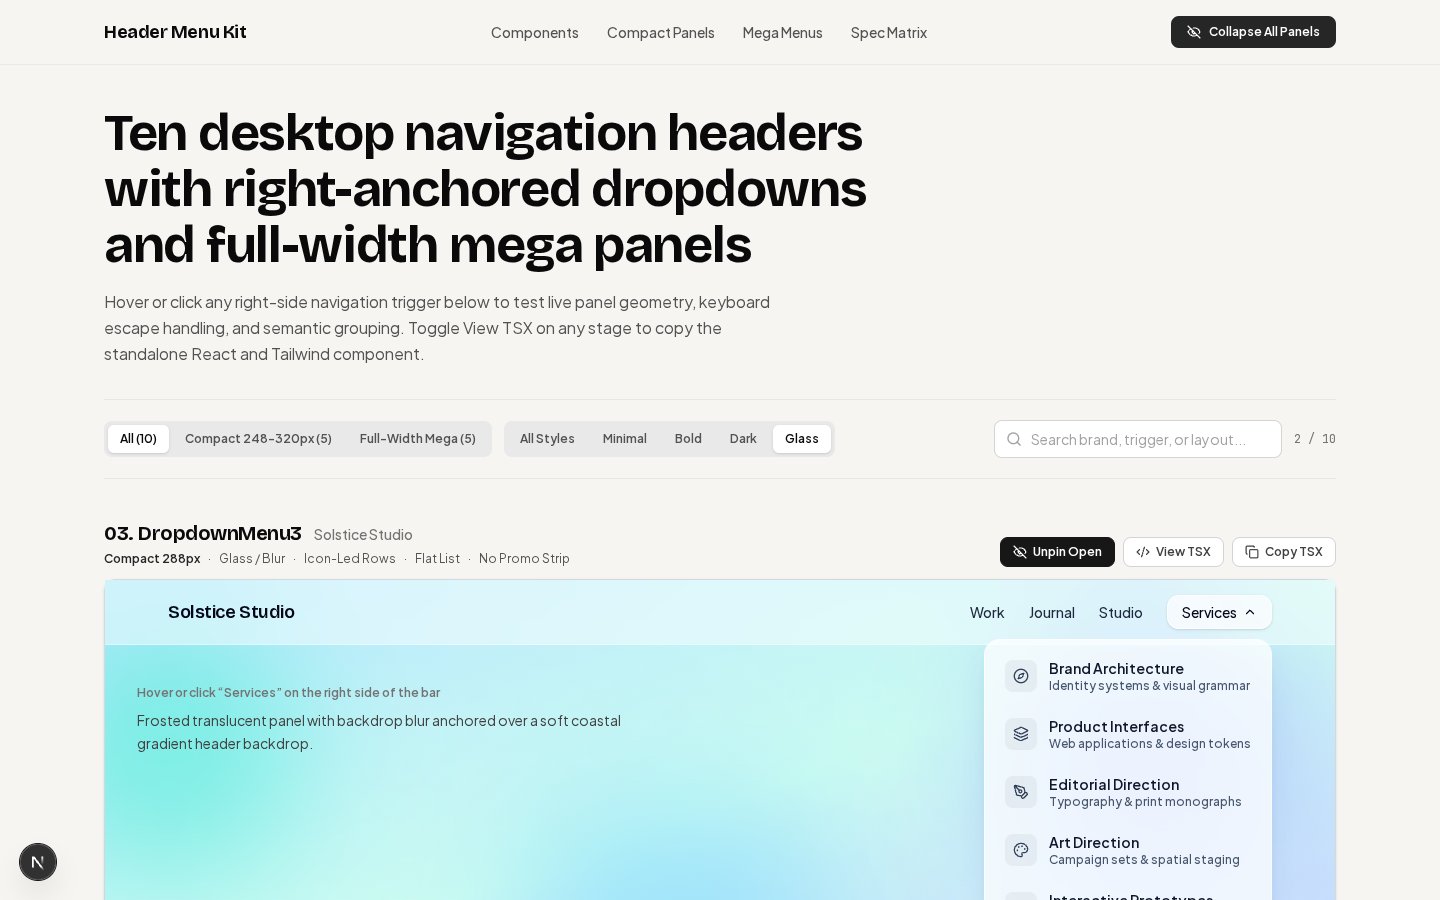 Header Menu Kit
Components
Compact Panels
Mega Menus
Spec Matrix
Collapse All Panels
Ten desktop navigation headers
with right-anchored dropdowns
and full-width mega panels
Hover or click any right-side navigation trigger below to test live panel geometry, keyboard
escape handling, and semantic grouping. Toggle View TSX on any stage to copy the
standalone React and Tailwind component.
All (10)
Compact 248–320px (5)
Full-Width Mega (5)
All Styles
Minimal
Bold
Dark
Glass
Search brand, trigger, or layout...
2 / 10
03. DropdownMenu3
Solstice Studio
Compact 288px · Glass / Blur · Icon-Led Rows · Flat List · No Promo Strip
Unpin Open
View TSX
Copy TSX
Solstice Studio
Work
Journal
Studio
Services
Hover or click “Services” on the right side of the bar
Frosted translucent panel with backdrop blur anchored over a soft coastal
gradient header backdrop.
Brand Architecture
Identity systems & visual grammar
Product Interfaces
Web applications & design tokens
Editorial Direction
Typography & print monographs
Art Direction
Campaign sets & spatial staging
Interactive Prototypes
N